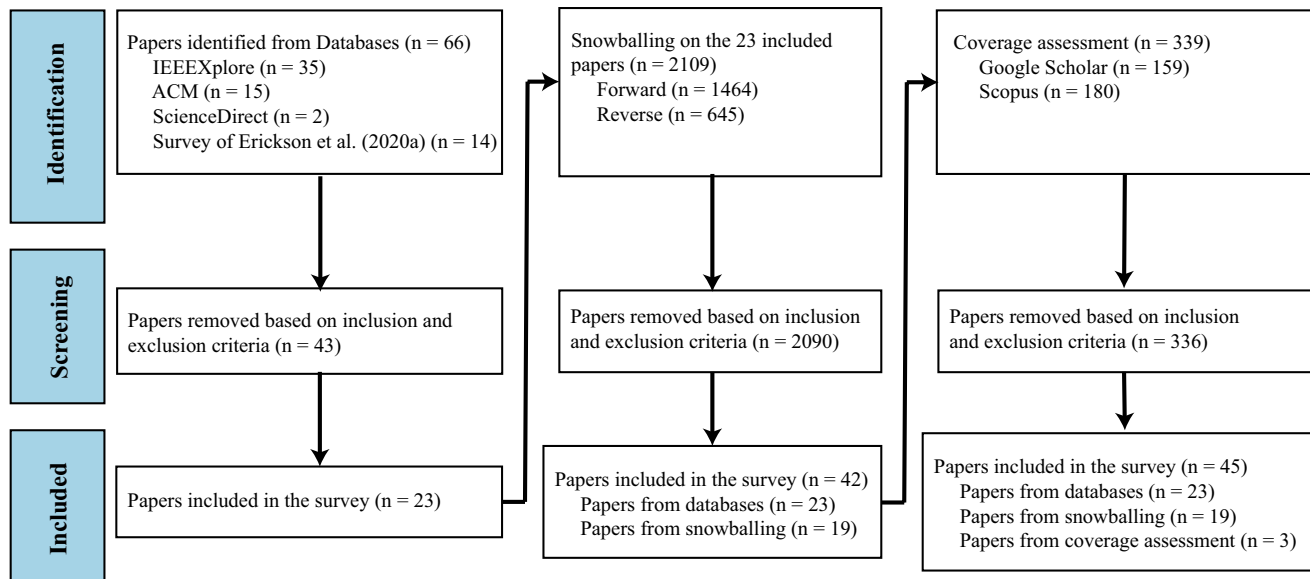 Identification
Papers identified from Databases (n = 66)
IEEEXplore (n = 35)
ACM (n = 15)
ScienceDirect (n = 2)
Survey of Erickson et al. (2020a) (n = 14)
Snowballing on the 23 included
papers (n = 2109)
Forward (n = 1464)
Reverse (n = 645)
Coverage assessment (n = 339)
Google Scholar (n = 159)
Scopus (n = 180)
Screening
Papers removed based on inclusion and
exclusion criteria (n = 43)
Papers removed based on inclusion
and exclusion criteria (n = 2090)
Papers removed based on inclusion
and exclusion criteria (n = 336)
Included
Papers included in the survey (n = 23)
Papers included in the survey (n = 42)
Papers from databases (n = 23)
Papers from snowballing (n = 19)
Papers included in the survey (n = 45)
Papers from databases (n = 23)
Papers from snowballing (n = 19)
Papers from coverage assessment (n = 3)